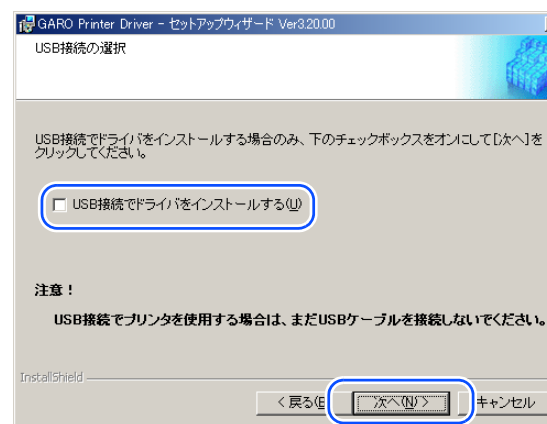 GARO Printer Driver - セットアップウィザード Ver3.20.00
USB接続の選択
USB接続でドライバをインストールする場合のみ、下のチェックボックスをオンにして[次へ]を
クリックしてください。
USB接続でドライバをインストールする(U)
注意！
USB接続でプリンタを使用する場合は、まだUSBケーブルを接続しないでください。
InstallShield
< 戻る(B 次へ(N) > キャンセル